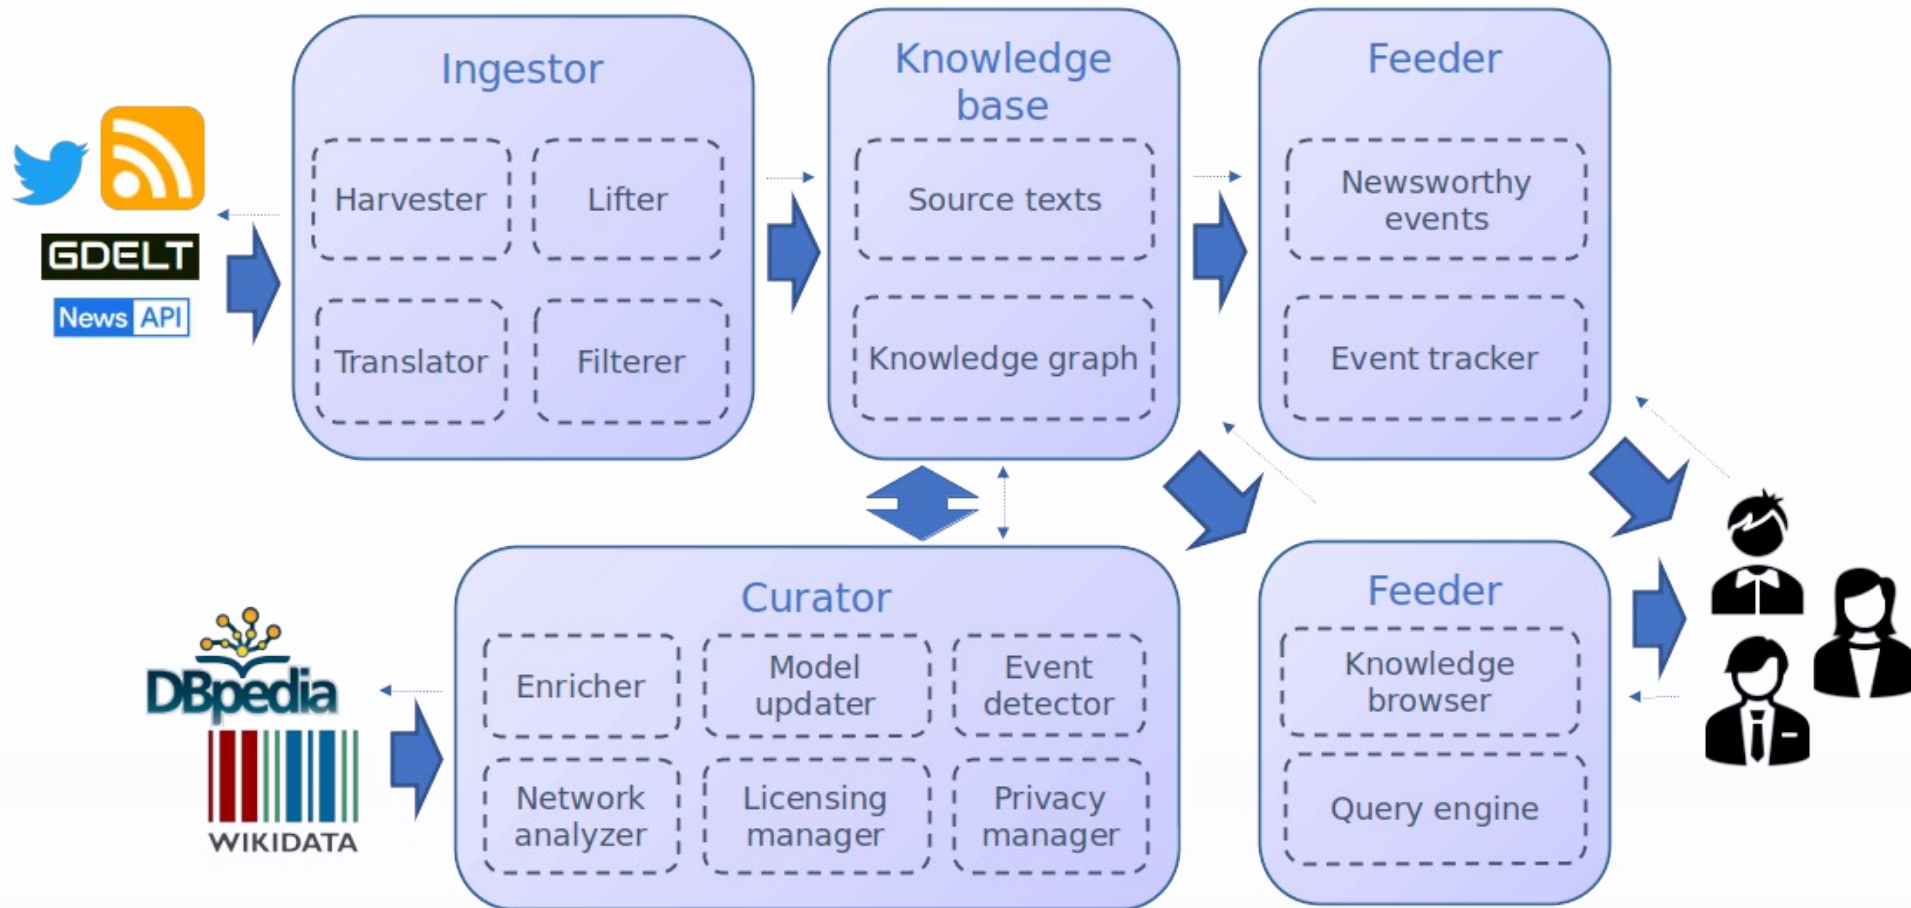 Ingestor
Harvester
Lifter
Translator
Filterer
Knowledge
base
Source texts
Knowledge graph
Feeder
Newsworthy
events
Event tracker
GDELT
News API
Curator
Enricher
Model
updater
Event
detector
Network
analyzer
Licensing
manager
Privacy
manager
DBpedia
WIKIDATA
Feeder
Knowledge
browser
Query engine